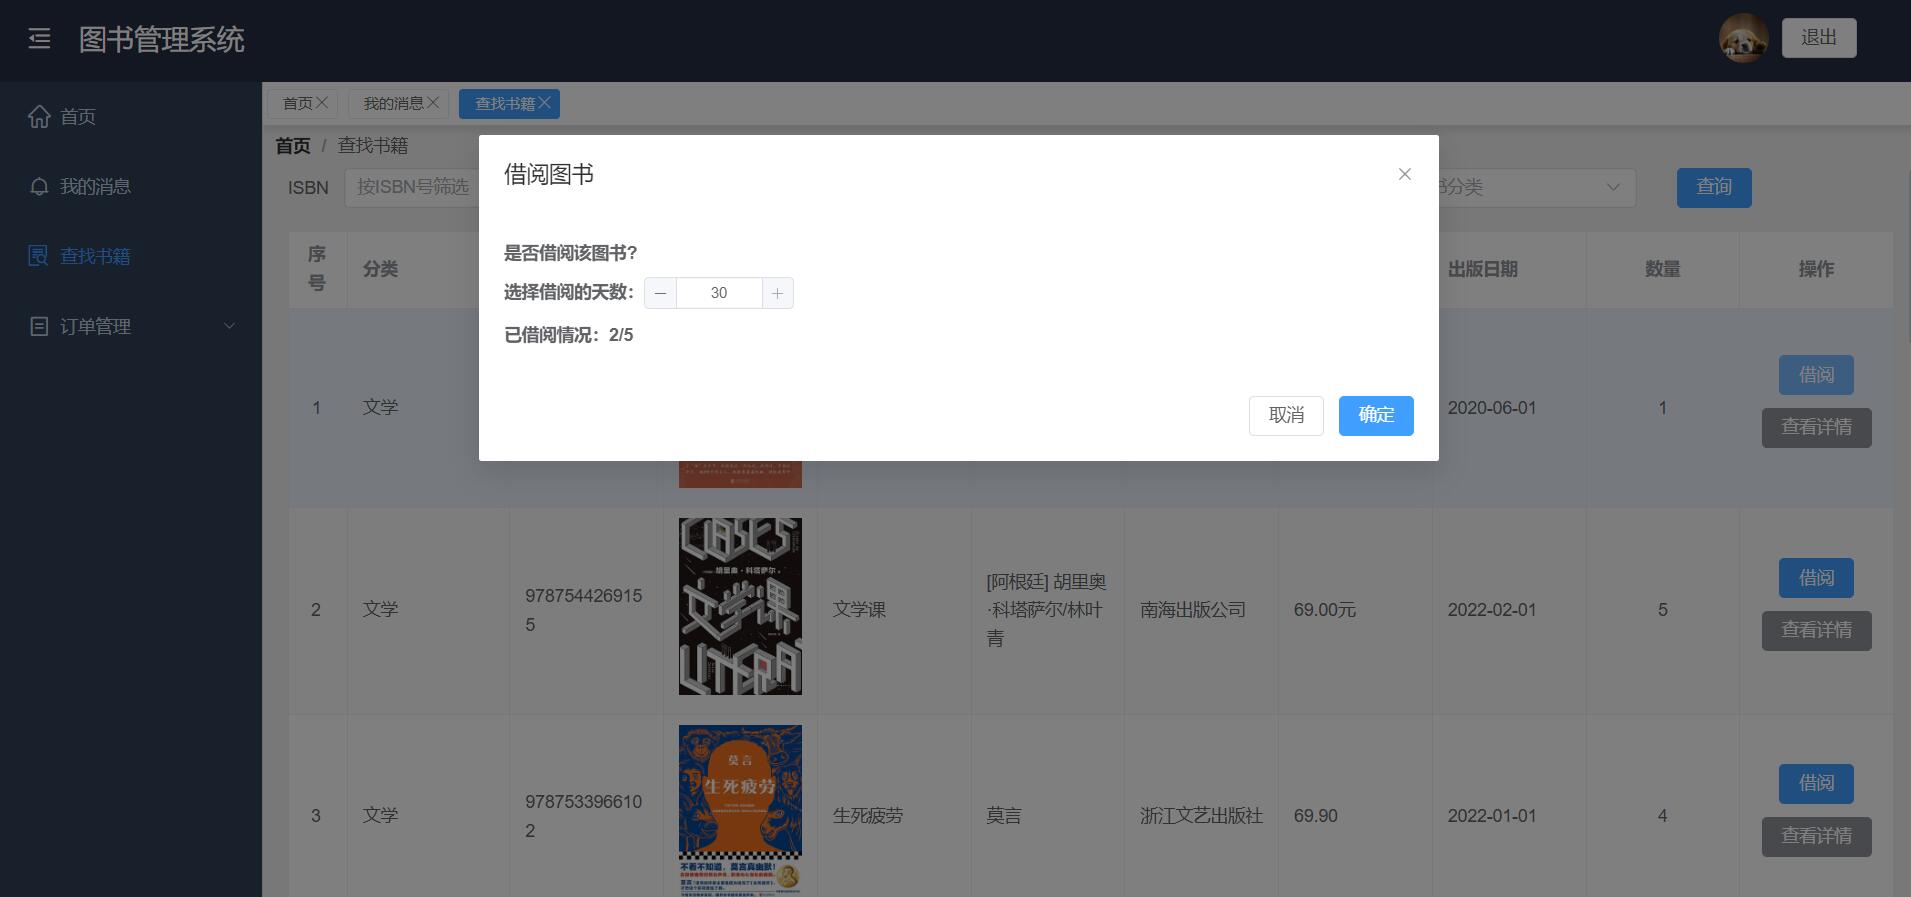 图书管理系统
退出
首页
我的消息
查找书籍
订单管理
首页
我的消息
查找书籍
首页 / 查找书籍
ISBN
按ISBN号筛选
书分类
查询
借阅图书
是否借阅该图书?
选择借阅的天数:
30
已借阅情况: 2/5
取消
确定
序号
分类
出版日期
数量
操作
1
文学
2020-06-01
1
借阅
查看详情
2
文学
978754426915
5
CASES
胡里奥·科塔萨尔
文学课
LITERAT
文学课
[阿根廷] 胡里奥
·科塔萨尔/林叶
青
南海出版公司
69.00元
2022-02-01
5
借阅
查看详情
3
文学
978753396610
2
莫言
生死疲劳
不看不知道,莫言真幽默!
生死疲劳
莫言
浙江文艺出版社
69.90
2022-01-01
4
借阅
查看详情